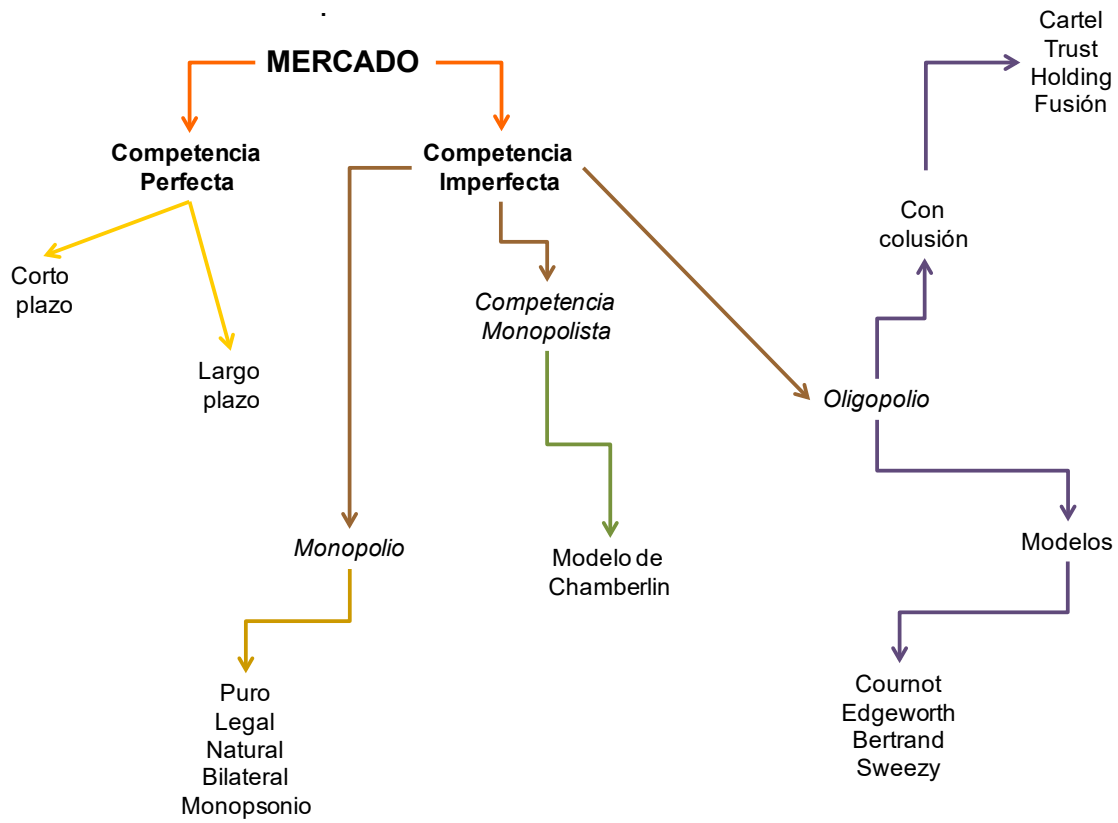 .
MERCADO
Competencia
Perfecta
Corto
plazo
Largo
plazo
Competencia
Imperfecta
Monopolio
Puro
Legal
Natural
Bilateral
Monopsonio
Competencia
Monopolista
Modelo de
Chamberlin
Oligopolio
Con
colusión
Cartel
Trust
Holding
Fusión
Modelos
Cournot
Edgeworth
Bertrand
Sweezy